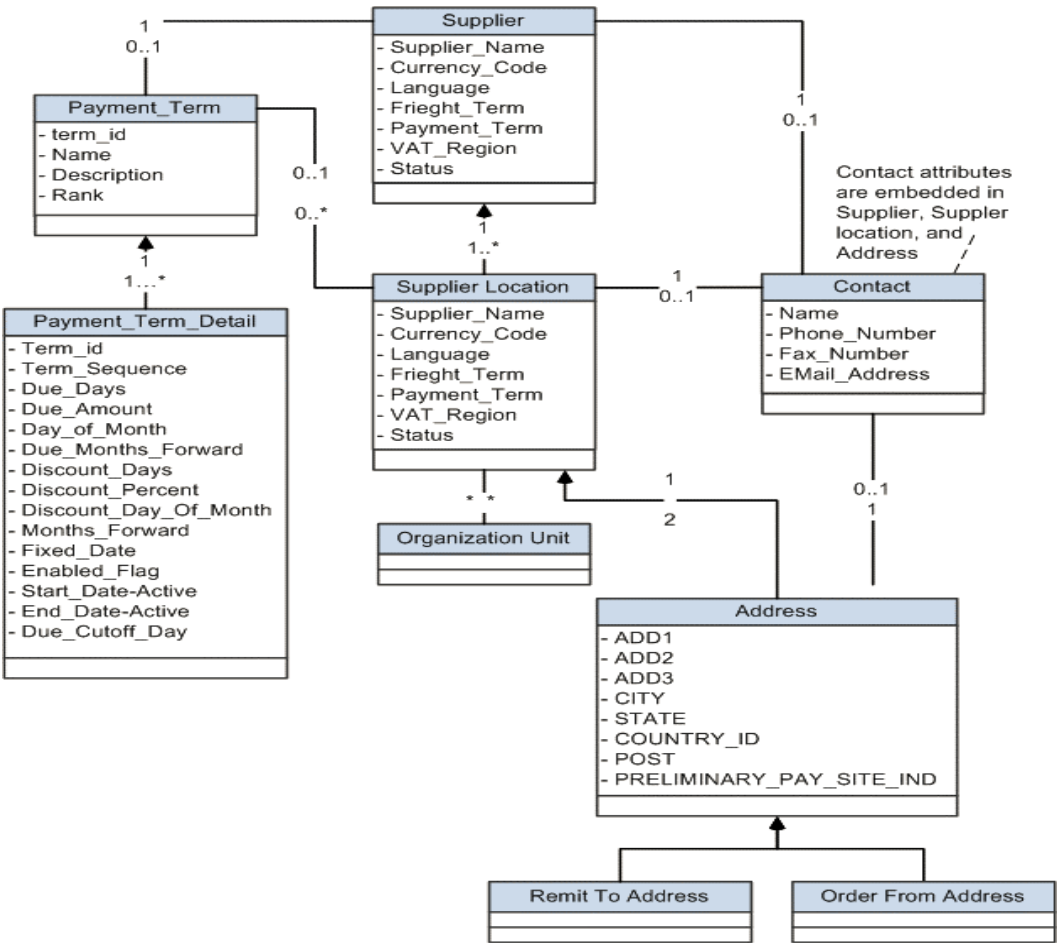 Supplier
- Supplier_Name
- Currency_Code
- Language
- Frieght_Term
- Payment_Term
- VAT_Region
- Status
1
0..1
Payment_Term
- term_id
- Name
- Description
- Rank
0..1
0..*
1
0..1
Contact attributes
are embedded in
Supplier, Suppler
location, and
Address
1
1...*
1
1..*
Supplier Location
- Supplier_Name
- Currency_Code
- Language
- Frieght_Term
- Payment_Term
- VAT_Region
- Status
1
0..1
Contact
- Name
- Phone_Number
- Fax_Number
- EMail_Address
Payment_Term_Detail
- Term_id
- Term_Sequence
- Due_Days
- Due_Amount
- Day_of_Month
- Due_Months_Forward
- Discount_Days
- Discount_Percent
- Discount_Day_Of_Month
- Months_Forward
- Fixed_Date
- Enabled_Flag
- Start_Date-Active
- End_Date-Active
- Due_Cutoff_Day
* *
Organization Unit
1
2
0..1
1
Address
- ADD1
- ADD2
- ADD3
- CITY
- STATE
- COUNTRY_ID
- POST
- PRELIMINARY_PAY_SITE_IND
Remit To Address
Order From Address